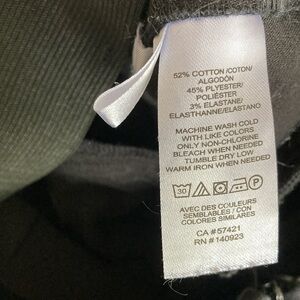 52% COTTON/COTON/
ALGODÓN
45% PLYESTER/
POLIÉSTER
3% ELASTANE/
ELASTHANNE/ELASTANO
MACHINE WASH COLD
WITH LIKE COLORS
ONLY NON-CHLORINE
BLEACH WHEN NEEDED
TUMBLE DRY LOW
WARM IRON WHEN NEEDED
30 P
AVEC DES COULEURS
SEMBLABLES / CON
COLORES SIMILARES
CA # 57421
RN # 140923